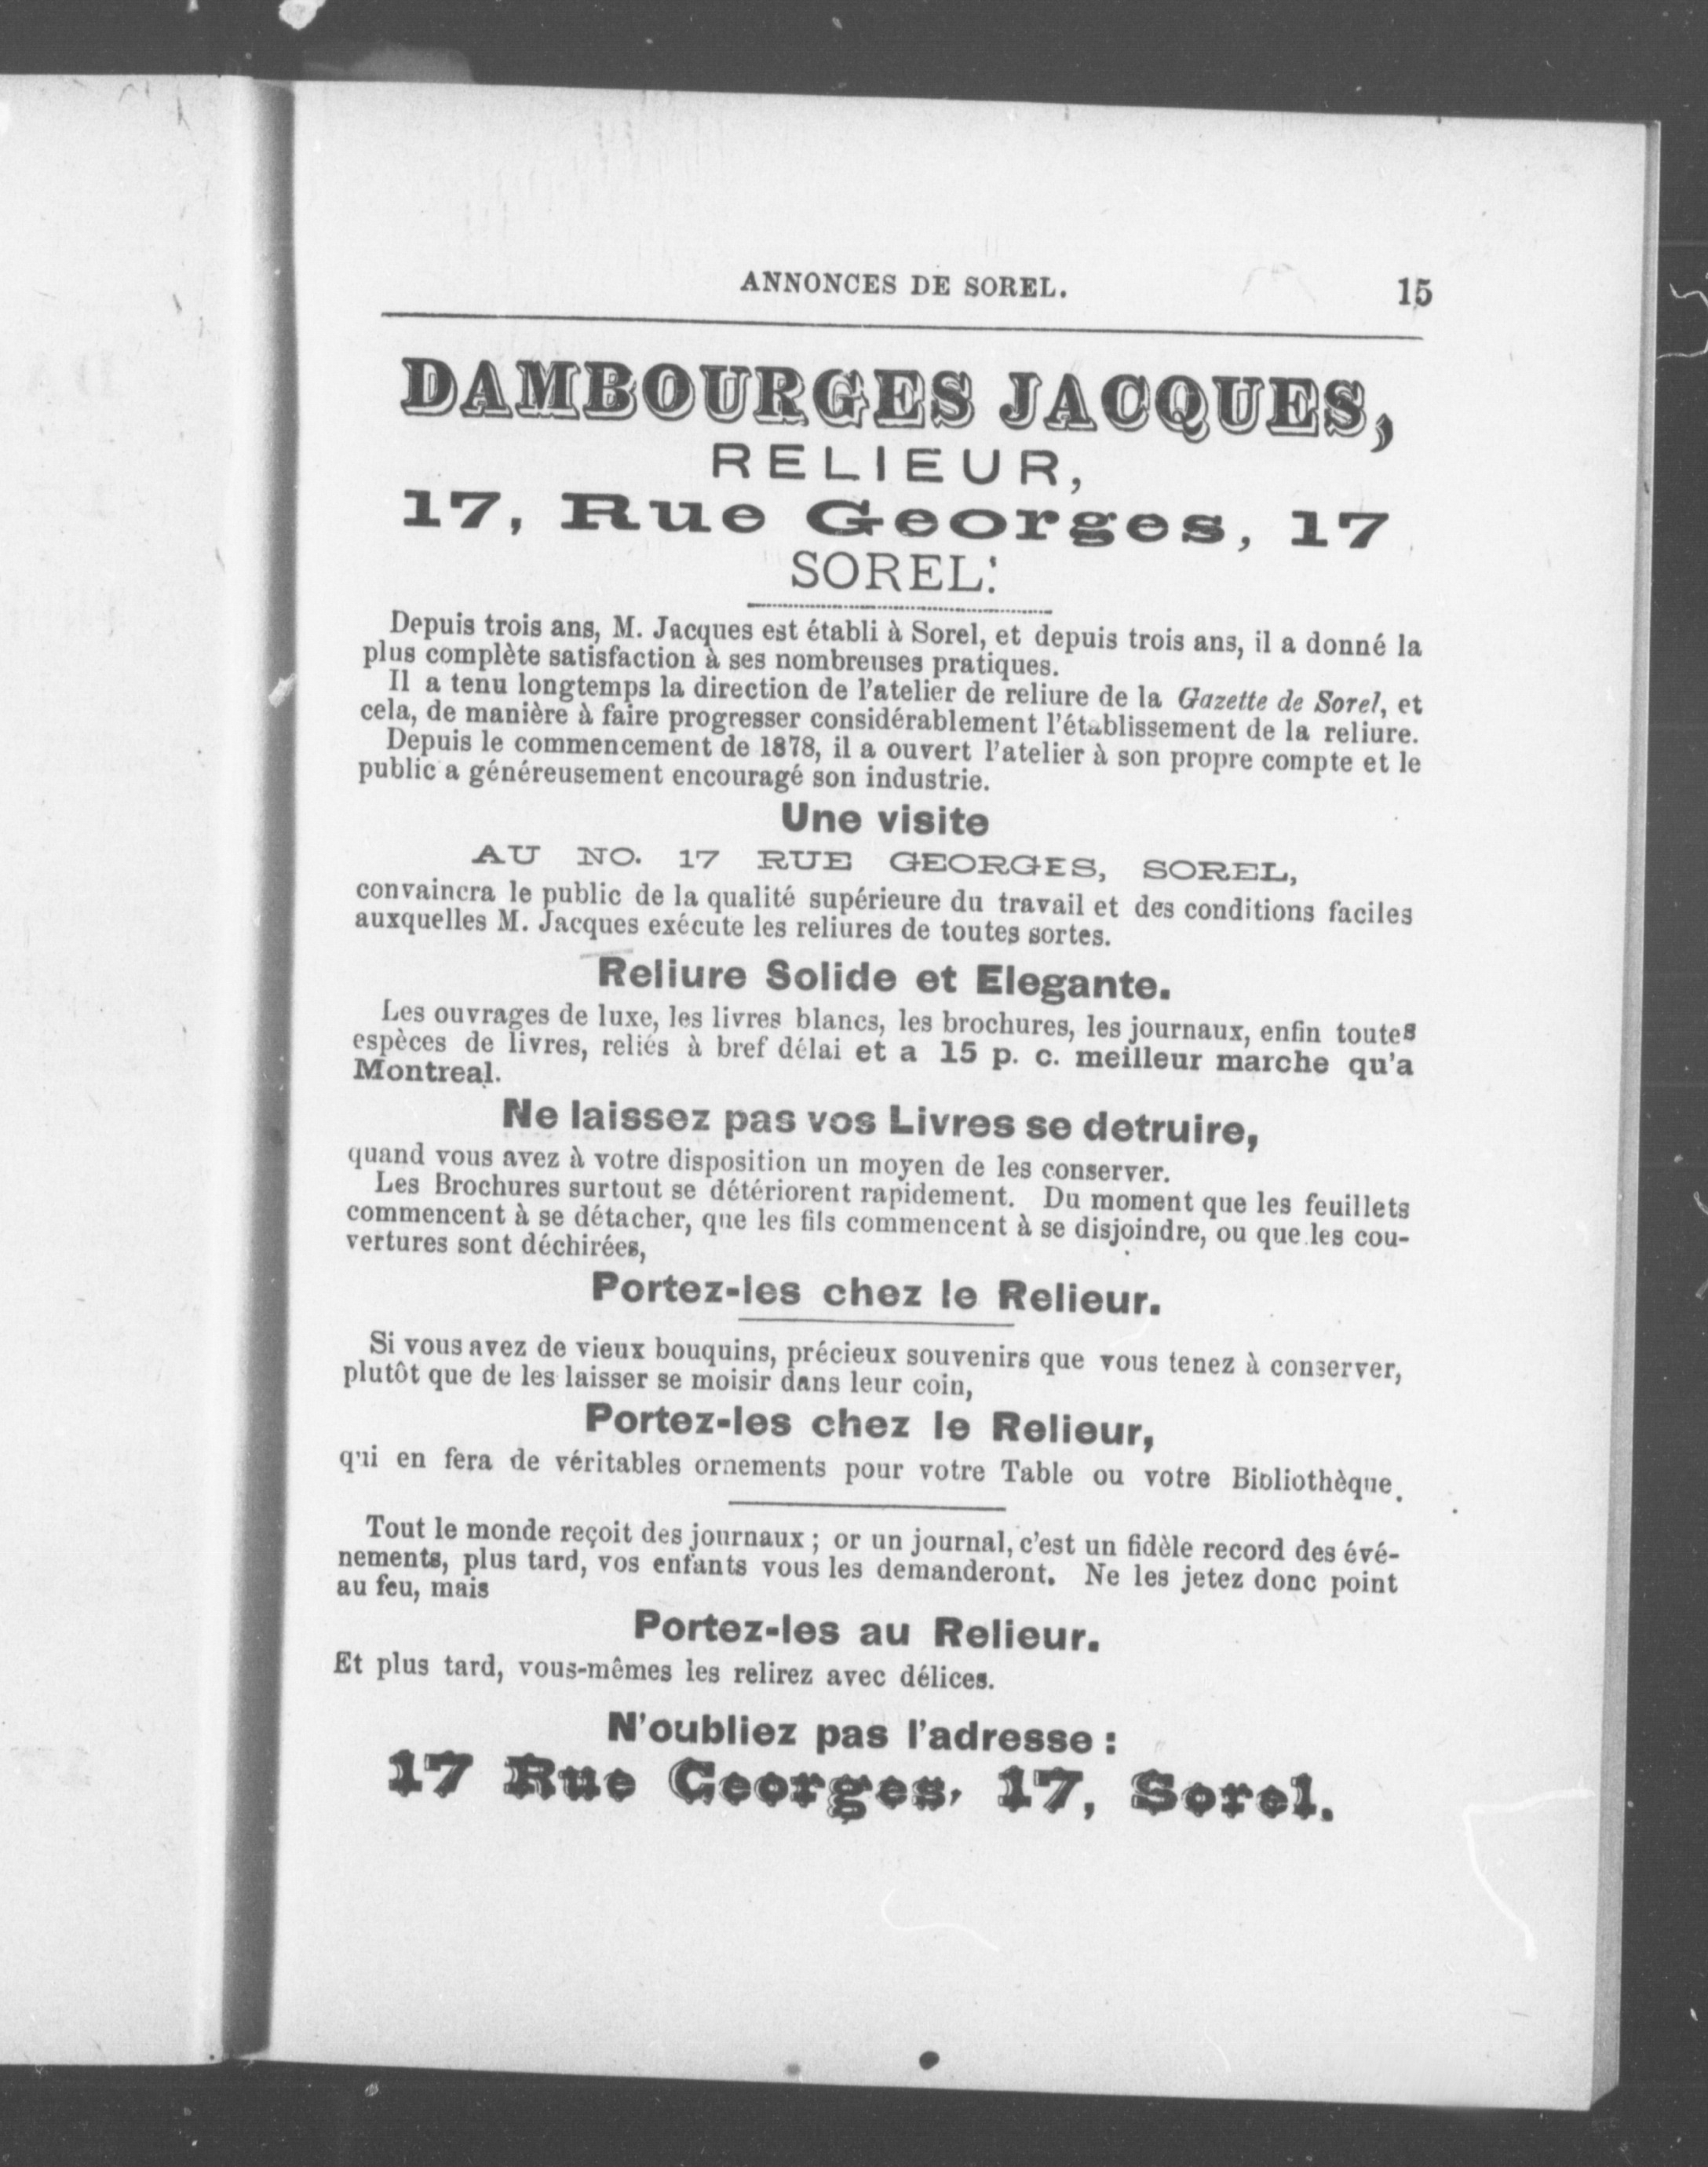 ANNONCES DE SOREL. 15
DAMBOURGES JACQUES,
RELIEUR,
17, Rue Georges, 17
SOREL.
Depuis trois ans, M. Jacques est établi à Sorel, et depuis trois ans, il a donné la
plus complète satisfaction à ses nombreuses pratiques.
Il a tenu longtemps la direction de l'atelier de reliure de la Gazette de Sorel, et
cela, de manière à faire progresser considérablement l'établissement de la reliure.
Depuis le commencement de 1878, il a ouvert l'atelier à son propre compte et le
public a généreusement encouragé son industrie.
Une visite
AU NO. 17 RUE GEORGES, SOREL,
convaincra le public de la qualité supérieure du travail et des conditions faciles
auxquelles M. Jacques exécute les reliures de toutes sortes.
Reliure Solide et Elegante.
Les ouvrages de luxe, les livres blancs, les brochures, les journaux, enfin toutes
espèces de livres, reliés à bref délai et a 15 p. c. meilleur marche qu'a
Montreal.
Ne laissez pas vos Livres se detruire,
quand vous avez à votre disposition un moyen de les conserver.
Les Brochures surtout se détériorent rapidement. Du moment que les feuillets
commencent à se détacher, que les fils commencent à se disjoindre, ou que les cou-
vertures sont déchirées,
Portez-les chez le Relieur.
Si vous avez de vieux bouquins, précieux souvenirs que vous tenez à conserver,
plutôt que de les laisser se moisir dans leur coin,
Portez-les chez le Relieur,
qui en fera de véritables ornements pour votre Table ou votre Bibliothèque.
Tout le monde reçoit des journaux ; or un journal, c'est un fidèle record des évé-
nements, plus tard, vos enfants vous les demanderont. Ne les jetez donc point
au feu, mais
Portez-les au Relieur.
Et plus tard, vous-mêmes les relirez avec délices.
N'oubliez pas l'adresse :
17 Rue Georges, 17, Sorel.